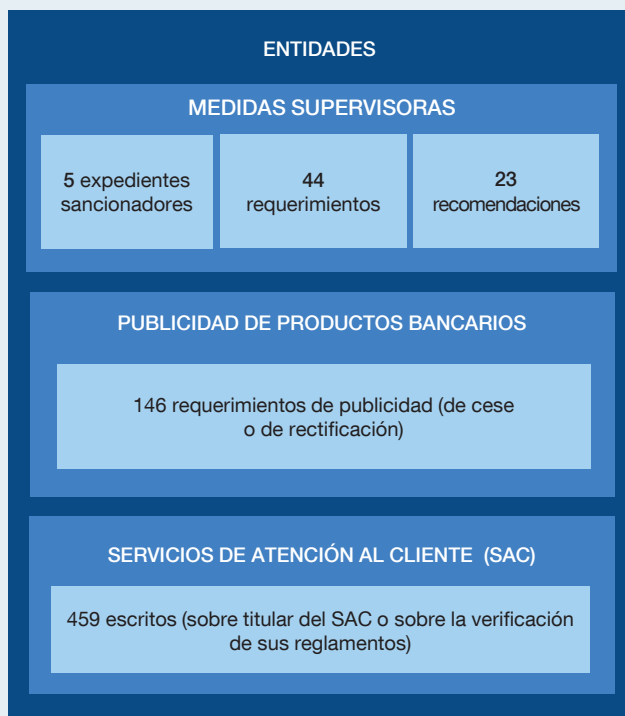 ENTIDADES
MEDIDAS SUPERVISORAS
5 expedientes
sancionadores
44
requerimientos
23
recomendaciones
PUBLICIDAD DE PRODUCTOS BANCARIOS
146 requerimientos de publicidad (de cese
o de rectificación)
SERVICIOS DE ATENCIÓN AL CLIENTE (SAC)
459 escritos (sobre titular del SAC o sobre la verificación
de sus reglamentos)